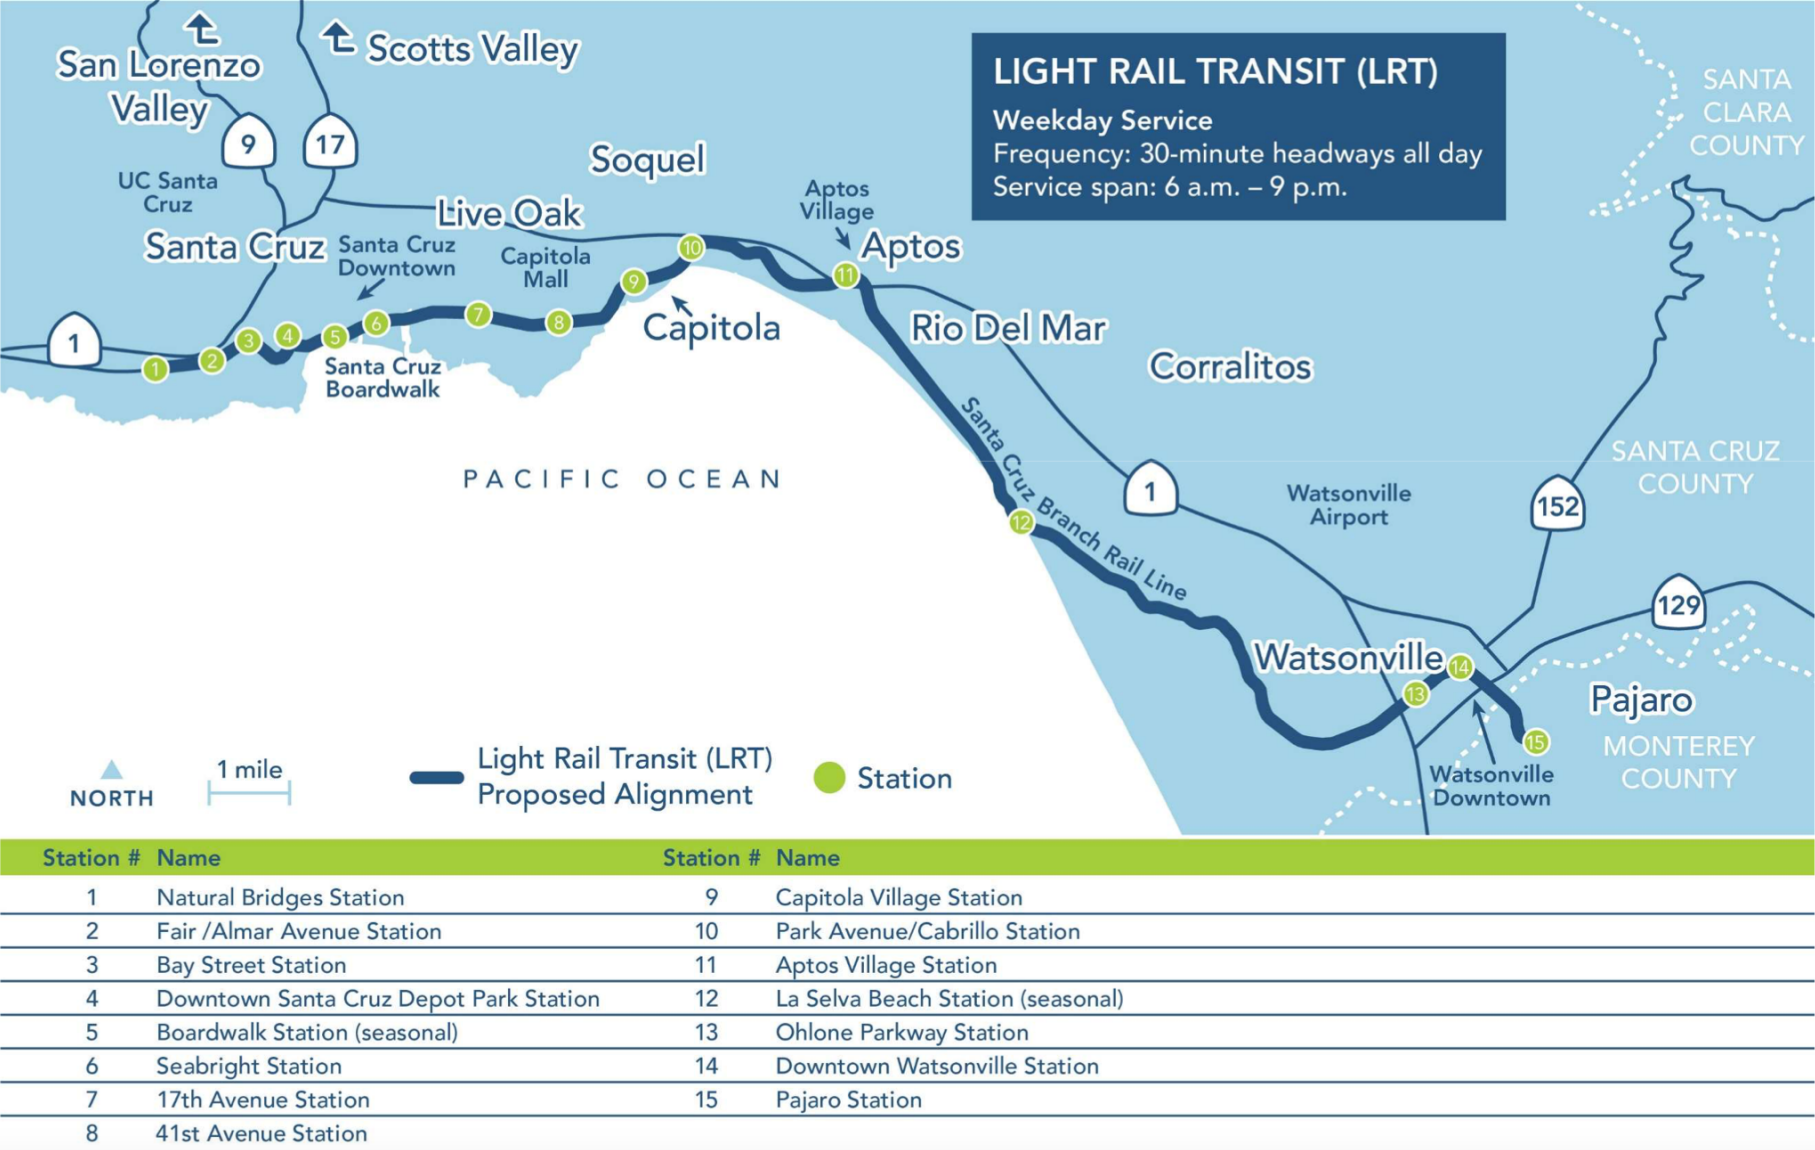 San Lorenzo
Valley
Scotts Valley
9
17
UC Santa
Cruz
Santa Cruz
Santa Cruz
Downtown
Live Oak
Soquel
Capitola
Mall
Aptos
Village
Aptos
LIGHT RAIL TRANSIT (LRT)
Weekday Service
Frequency: 30-minute headways all day
Service span: 6 a.m. – 9 p.m.
SANTA
CLARA
COUNTY
1
1
2
3
4
5
6
7
8
9
10
11
Santa Cruz
Boardwalk
Capitola
Rio Del Mar
Corralitos
PACIFIC OCEAN
Santa Cruz Branch Rail Line
12
1
Watsonville
Airport
152
SANTA CRUZ
COUNTY
129
Watsonville
13
14
15
Pajaro
MONTEREY
COUNTY
Watsonville
Downtown
NORTH
1 mile
Light Rail Transit (LRT)
Proposed Alignment
Station
Station # Name Station # Name
1 Natural Bridges Station 9 Capitola Village Station
2 Fair /Almar Avenue Station 10 Park Avenue/Cabrillo Station
3 Bay Street Station 11 Aptos Village Station
4 Downtown Santa Cruz Depot Park Station 12 La Selva Beach Station (seasonal)
5 Boardwalk Station (seasonal) 13 Ohlone Parkway Station
6 Seabright Station 14 Downtown Watsonville Station
7 17th Avenue Station 15 Pajaro Station
8 41st Avenue Station